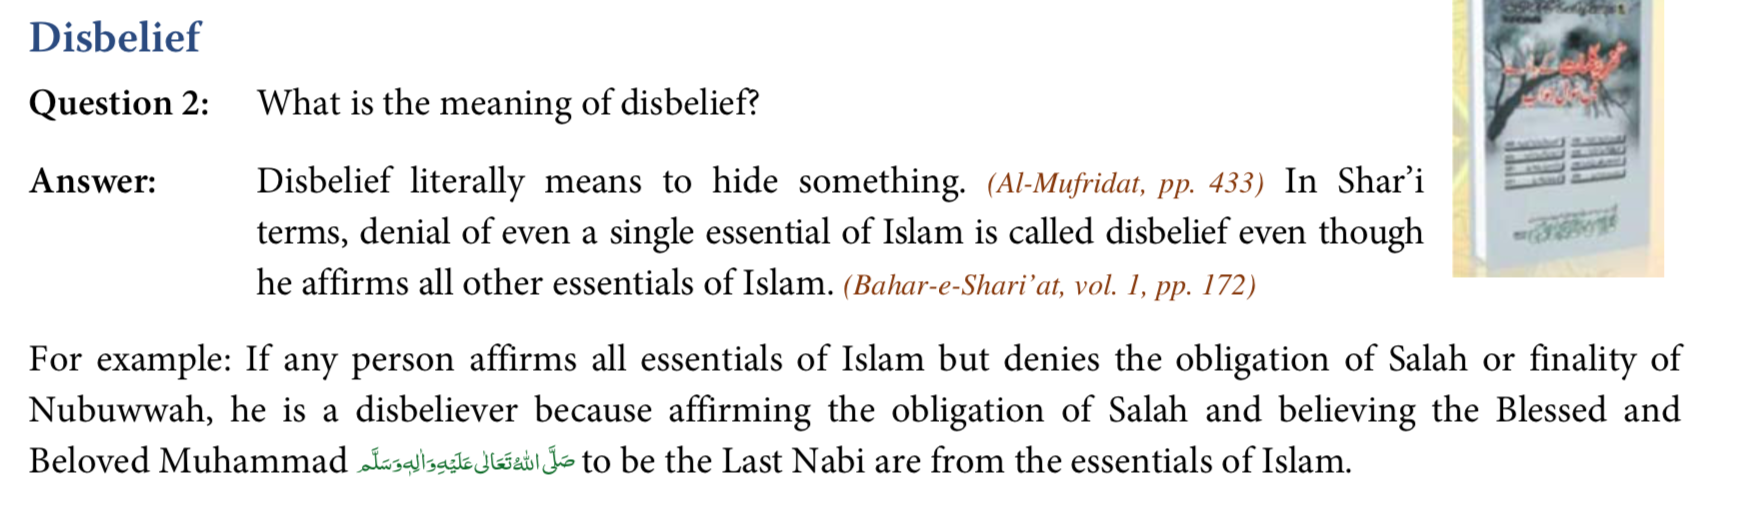 Disbelief
Question 2: What is the meaning of disbelief?
Answer: Disbelief literally means to hide something. (Al-Mufridat, pp. 433) In Shar’i
terms, denial of even a single essential of Islam is called disbelief even though
he affirms all other essentials of Islam. (Bahar-e-Shari’at, vol. 1, pp. 172)
For example: If any person affirms all essentials of Islam but denies the obligation of Salah or finality of
Nubuwwah, he is a disbeliever because affirming the obligation of Salah and believing the Blessed and
Beloved Muhammad صَلَّى اللهُ تَعَالٰى عَلَيْهِ وَاٰلِهٖ وَسَلَّم to be the Last Nabi are from the essentials of Islam.